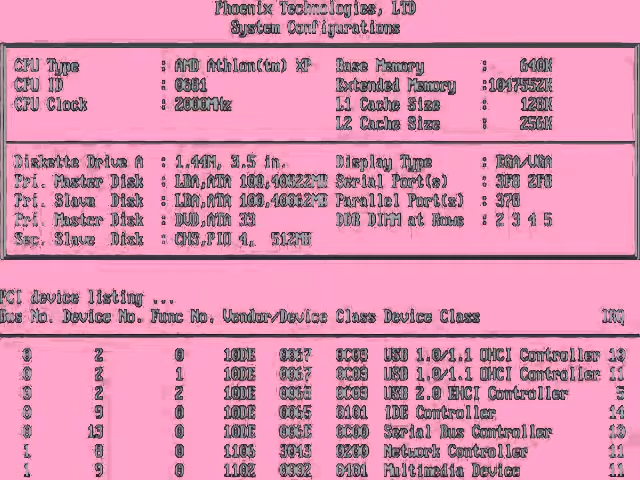 Phoenix Technologies, LTD
System Configurations
CPU Type : AMD Athlon(tm) XP Base Memory : 640K
CPU ID : 0681 Extended Memory : 1047552K
CPU Clock : 2000MHz L1 Cache Size : 128K
L2 Cache Size : 256K
Diskette Drive A : 1.44M, 3.5 in. Display Type : EGA/VGA
Pri. Master Disk : LBA,ATA 100, Serial Port(s) : 3F8 2F8
Pri. Slave Disk : LBA,ATA 100, Parallel Port(s) : 378
Pri. Master Disk : DVD,ATA 33 DDR DIMM at Rows : 2 3 4 5
Sec. Slave Disk : CHS,PIO 4, 512MB
PCI device listing ...
Bus No. Device No. Func No. Vendor/Device Class Device Class IRQ
0 2 0 10DE 0067 0C03 USB 1.0/1.1 OHCI Controller
0 2 1 10DE 0067 0C03 USB 1.0/1.1 OHCI Controller 11
0 2 2 10DE 0068 0C03 USB 2.0 EHCI Controller 5
0 9 0 10DE 0065 0101 IDE Controller 14
0 13 0 10DE 006E 0C00 Serial Bus Controller
1 0 1106 3043 0200 Network Controller 11
1 9 0 1102 0002 0401 Multimedia Device 11